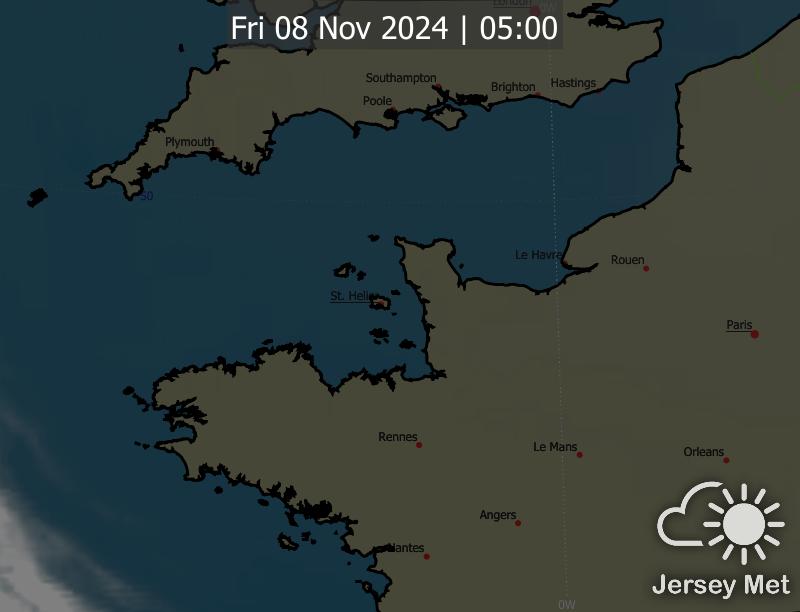 London
0W
Fri 08 Nov 2024 | 05:00
Southampton
Brighton
Hastings
Poole
Plymouth
50
Le Havre
Rouen
St. Helier
Paris
Rennes
Le Mans
Orleans
Angers
Nantes
Jersey Met
0W